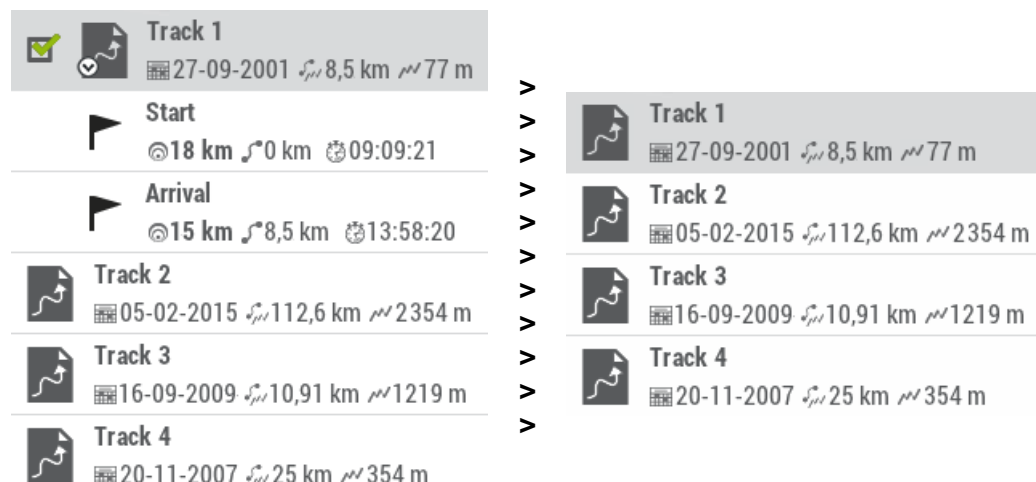 Track 1
27-09-2001 8,5 km 77 m
Start
18 km 0 km 09:09:21
Arrival
15 km 8,5 km 13:58:20
Track 2
05-02-2015 112,6 km 2354 m
Track 3
16-09-2009 10,91 km 1219 m
Track 4
20-11-2007 25 km 354 m
>
>
>
>
>
>
>
>
>
>
>
Track 1
27-09-2001 8,5 km 77 m
Track 2
05-02-2015 112,6 km 2354 m
Track 3
16-09-2009 10,91 km 1219 m
Track 4
20-11-2007 25 km 354 m